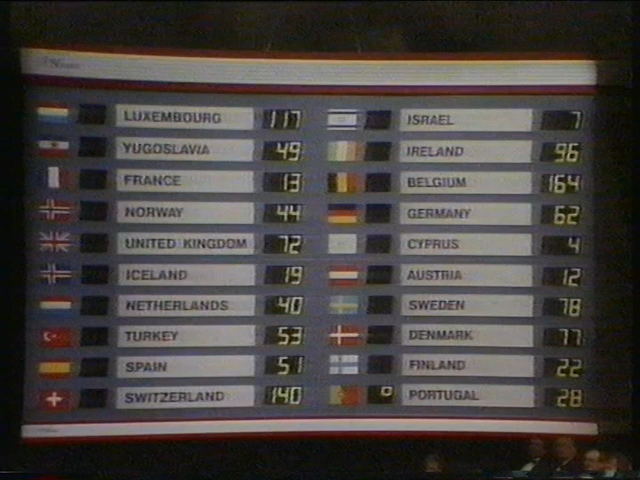 LUXEMBOURG 117 ISRAEL 7
YUGOSLAVIA 49 IRELAND 96
FRANCE 13 BELGIUM 164
NORWAY 44 GERMANY 62
UNITED KINGDOM 72 CYPRUS 4
ICELAND 19 AUSTRIA 12
NETHERLANDS 40 SWEDEN 78
TURKEY 53 DENMARK 77
SPAIN 51 FINLAND 22
SWITZERLAND 140 PORTUGAL 28